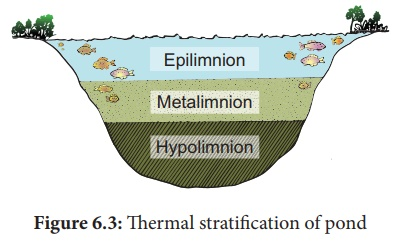 Epilimnion
Metalimnion
Hypolimnion
Figure 6.3: Thermal stratification of pond